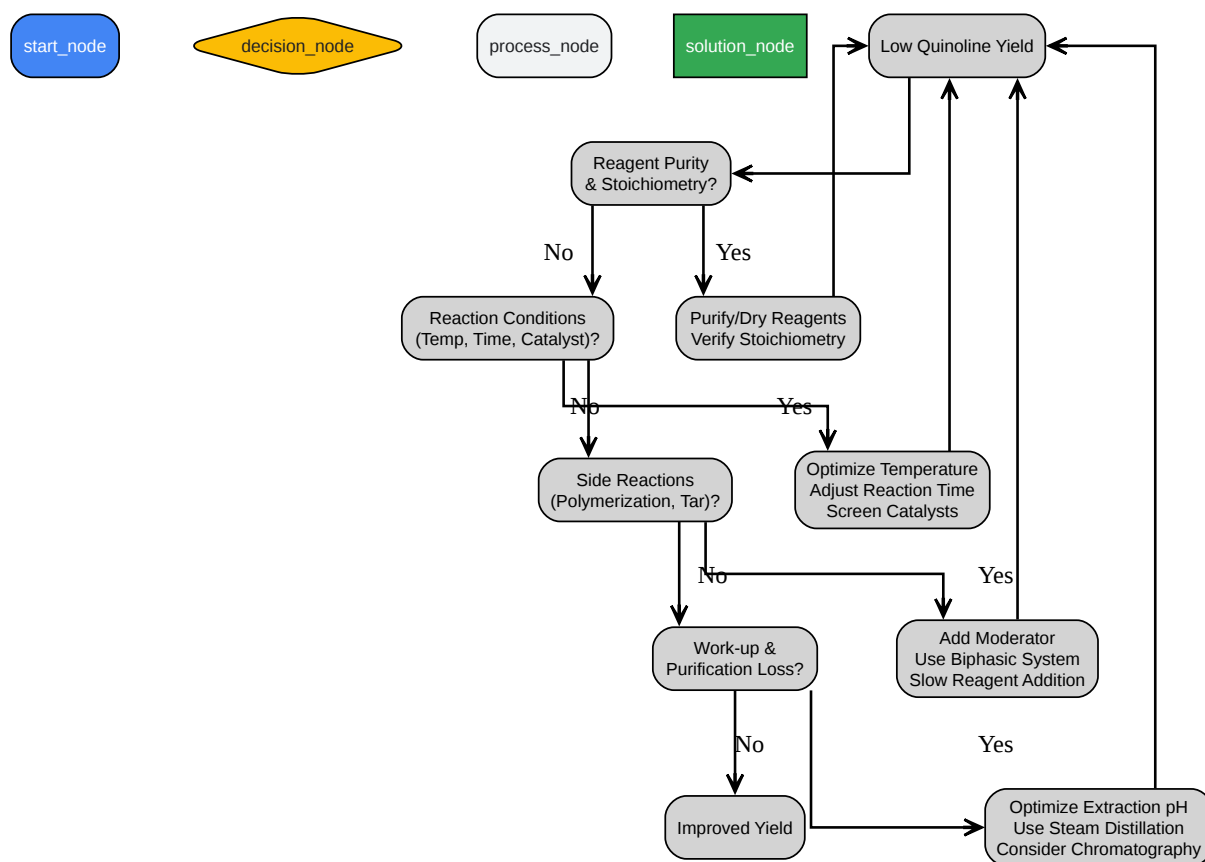 start_node
decision_node
process_node
solution_node
Low Quinoline Yield
Reagent Purity
& Stoichiometry?
No
Yes
Reaction Conditions
(Temp, Time, Catalyst)?
Purify/Dry Reagents
Verify Stoichiometry
No
Yes
Side Reactions
(Polymerization, Tar)?
Optimize Temperature
Adjust Reaction Time
Screen Catalysts
No
Yes
Work-up &
Purification Loss?
Add Moderator
Use Biphasic System
Slow Reagent Addition
No
Yes
Improved Yield
Optimize Extraction pH
Use Steam Distillation
Consider Chromatography